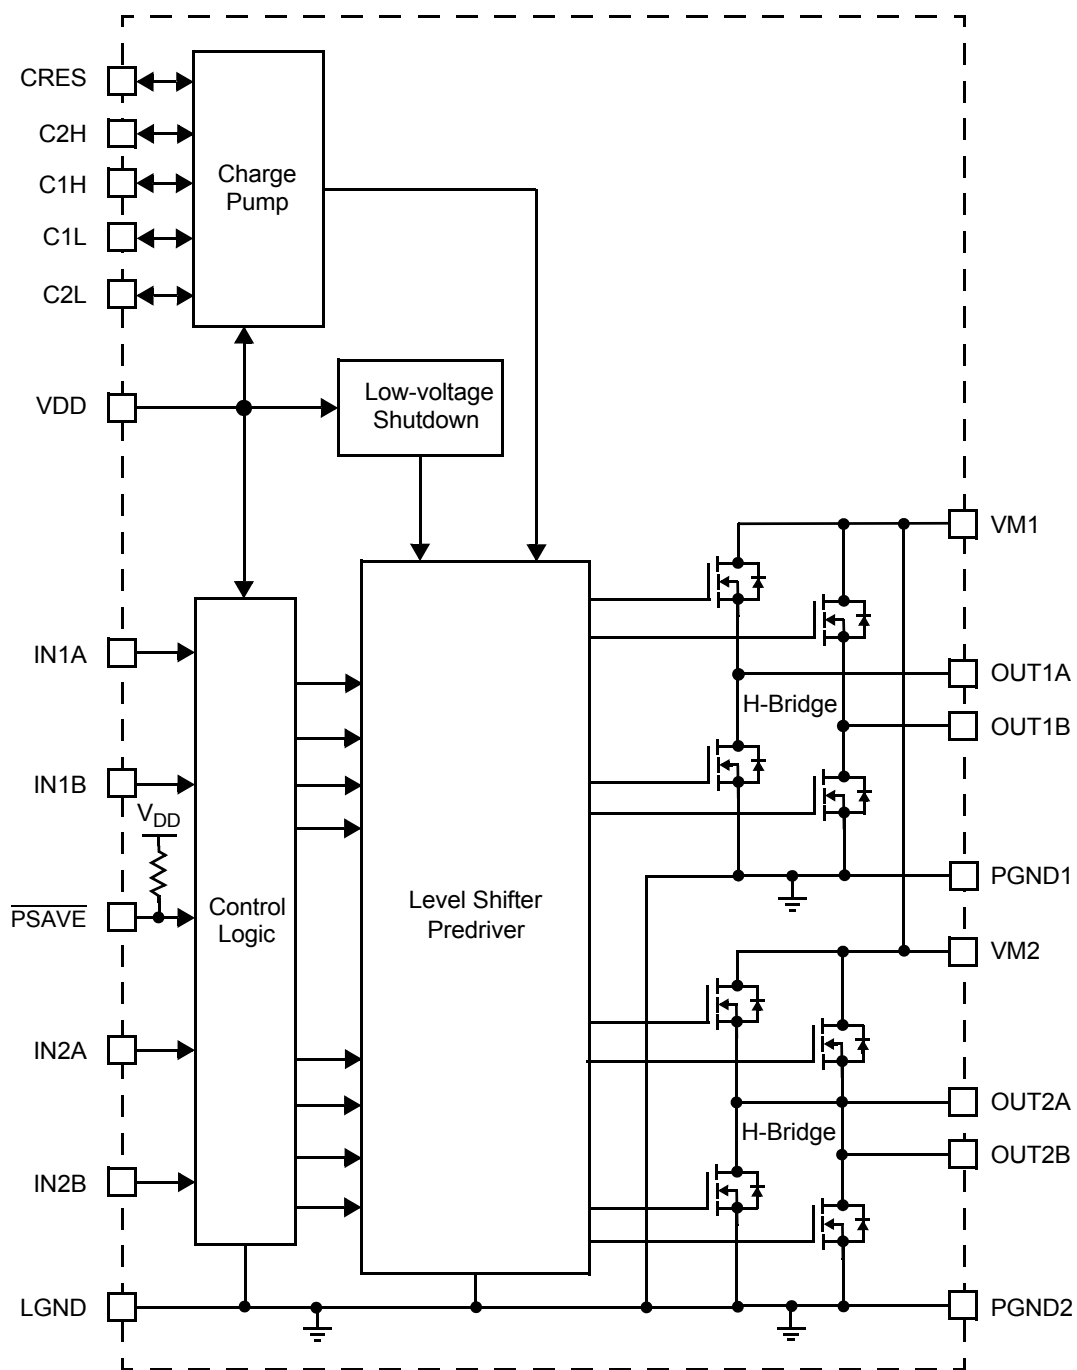 CRES
C2H
C1H
C1L
C2L
Charge
Pump
VDD
Low-voltage
Shutdown
VM1
IN1A
OUT1A
H-Bridge
OUT1B
IN1B
VDD
PGND1
PSAVE
Control
Logic
Level Shifter
Predriver
VM2
IN2A
OUT2A
H-Bridge
OUT2B
IN2B
LGND
PGND2